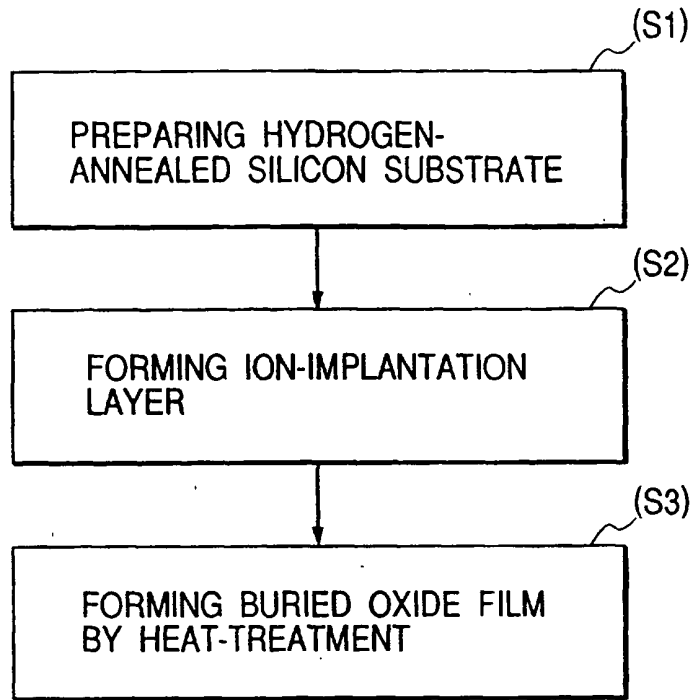 (S1)
PREPARING HYDROGEN-
ANNEALED SILICON SUBSTRATE
(S2)
FORMING ION-IMPLANTATION
LAYER
(S3)
FORMING BURIED OXIDE FILM
BY HEAT-TREATMENT